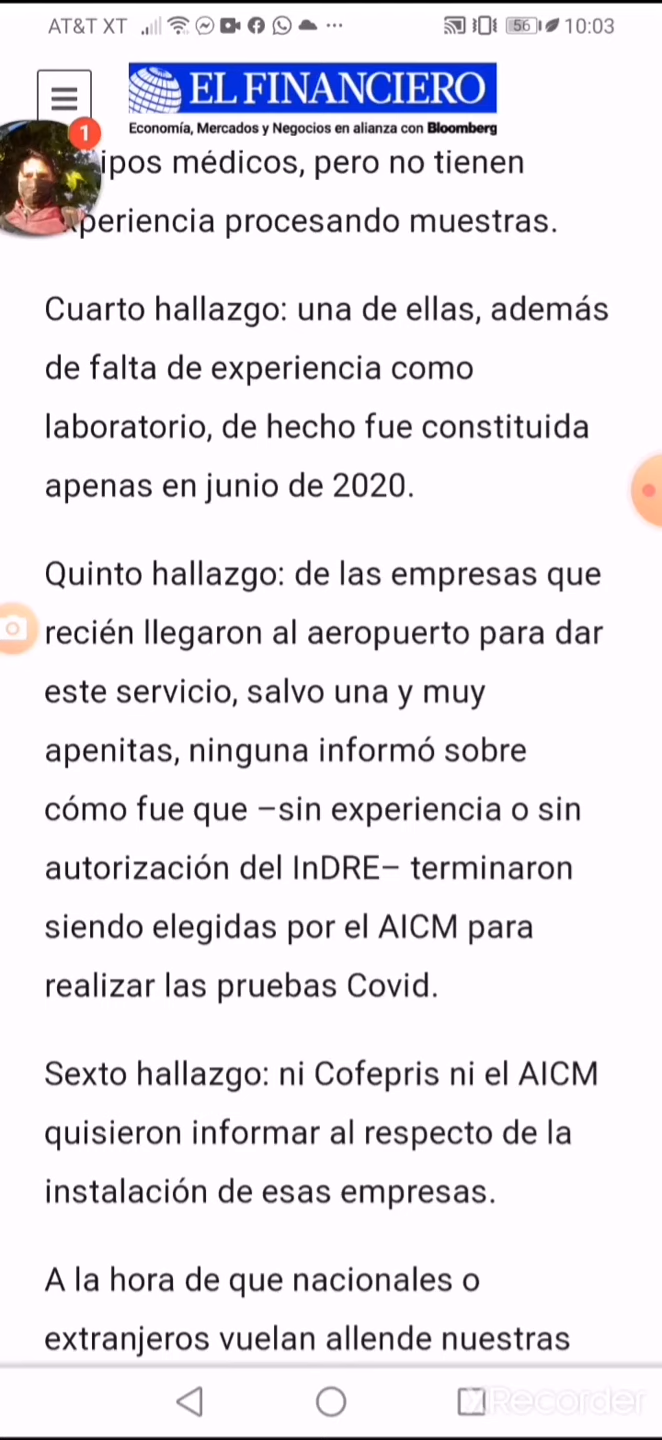 AT&T XT 56 10:03
EL FINANCIERO
Economía, Mercados y Negocios en alianza con Bloomberg
1
ipos médicos, pero no tienen
periencia procesando muestras.
Cuarto hallazgo: una de ellas, además
de falta de experiencia como
laboratorio, de hecho fue constituida
apenas en junio de 2020.
Quinto hallazgo: de las empresas que
recién llegaron al aeropuerto para dar
este servicio, salvo una y muy
apenitas, ninguna informó sobre
cómo fue que –sin experiencia o sin
autorización del InDRE– terminaron
siendo elegidas por el AICM para
realizar las pruebas Covid.
Sexto hallazgo: ni Cofepris ni el AICM
quisieron informar al respecto de la
instalación de esas empresas.
A la hora de que nacionales o
extranjeros vuelan allende nuestras
Recorder